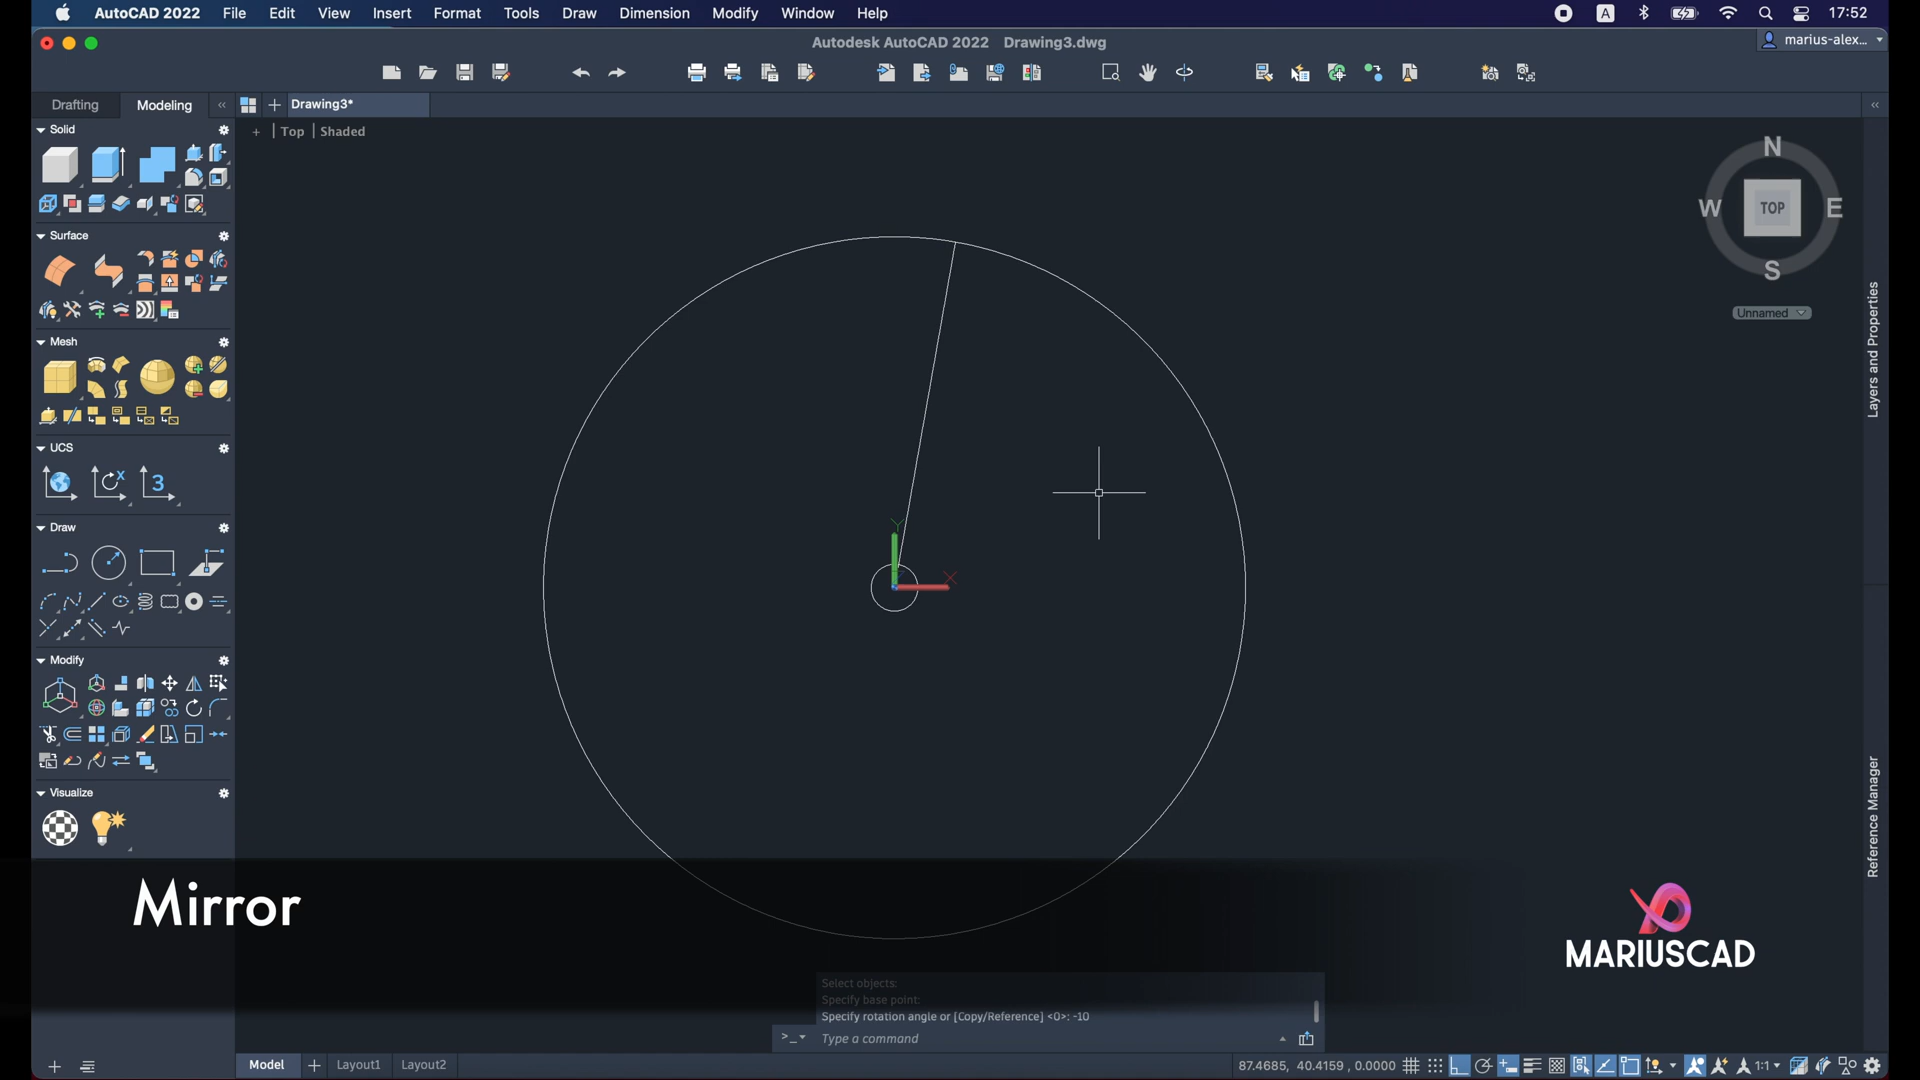 AutoCAD 2022 File Edit View Insert Format Tools Draw Dimension Modify Window Help A 17:52
Autodesk AutoCAD 2022 Drawing3.dwg
marius-alex...
Drafting Modeling Drawing3*
Solid
+ | Top | Shaded
N
W TOP E
S
Unnamed
Surface
Mesh
UCS
X
3
Draw
Modify
Visualize
Y
X
Layers and Properties
Reference Manager
Mirror
MARIUSCAD
Select objects:
Specify base point:
Specify rotation angle or [Copy/Reference] <0>: -10
>_ Type a command
Model Layout1 Layout2
87.4685, 40.4159 , 0.0000 1:1